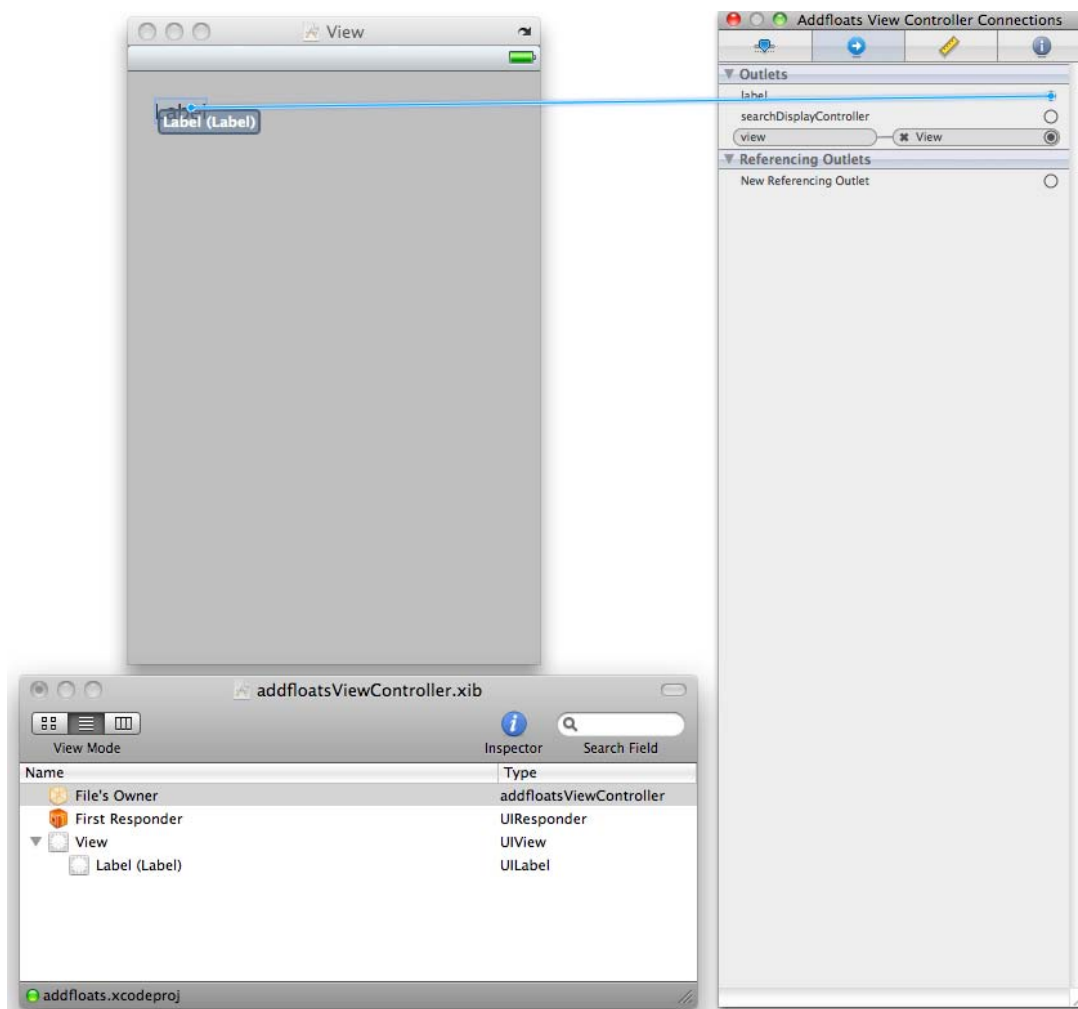 View
Label
Label (Label)
Addfloats View Controller Connections
Outlets
label
searchDisplayController
view
View
Referencing Outlets
New Referencing Outlet
addfloatsViewController.xib
View Mode
Inspector
Search Field
Name
Type
File's Owner
addfloatsViewController
First Responder
UIResponder
View
UIView
Label (Label)
UILabel
addfloats.xcodeproj